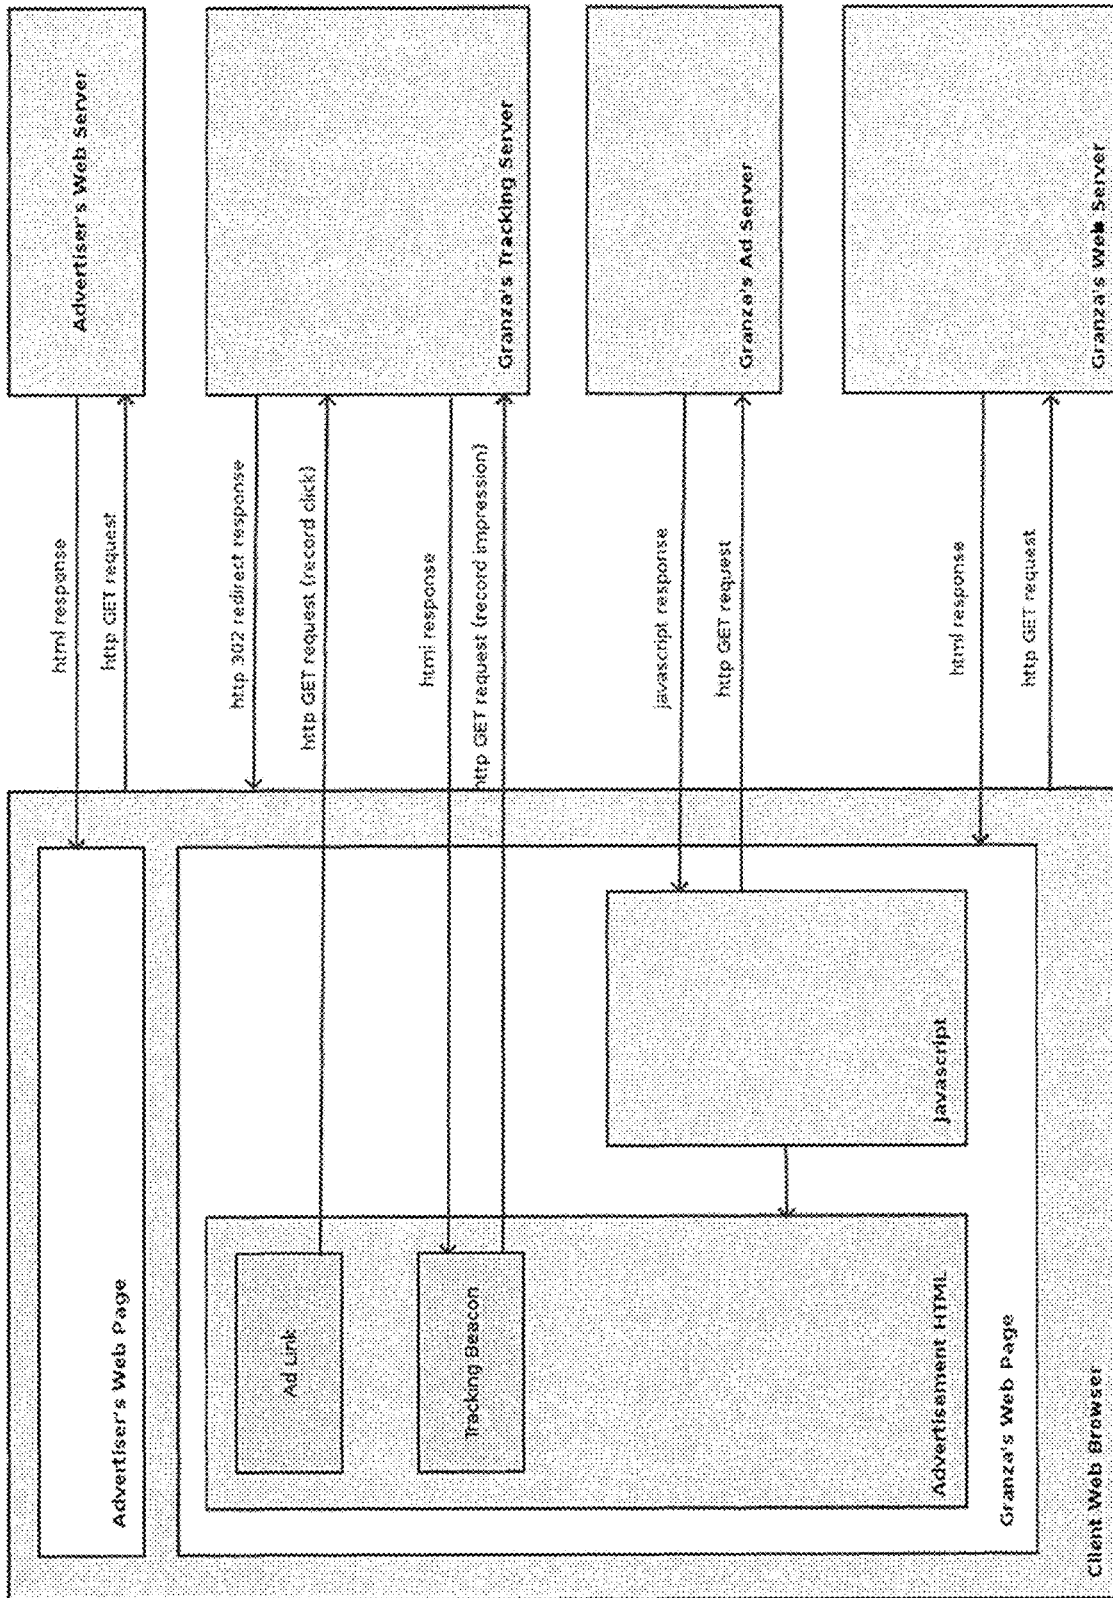 Advertiser's Web Server
Granza's Tracking Server
Granza's Ad Server
Granza's Web Server
html response
http GET request
http 302 redirect response
http GET request (record click)
html response
http GET request (record impression)
javascript response
http GET request
html response
http GET request
Advertiser's Web Page
Ad Link
Tracking Beacon
Javascript
Advertisement HTML
Granza's Web Page
Client Web Browser